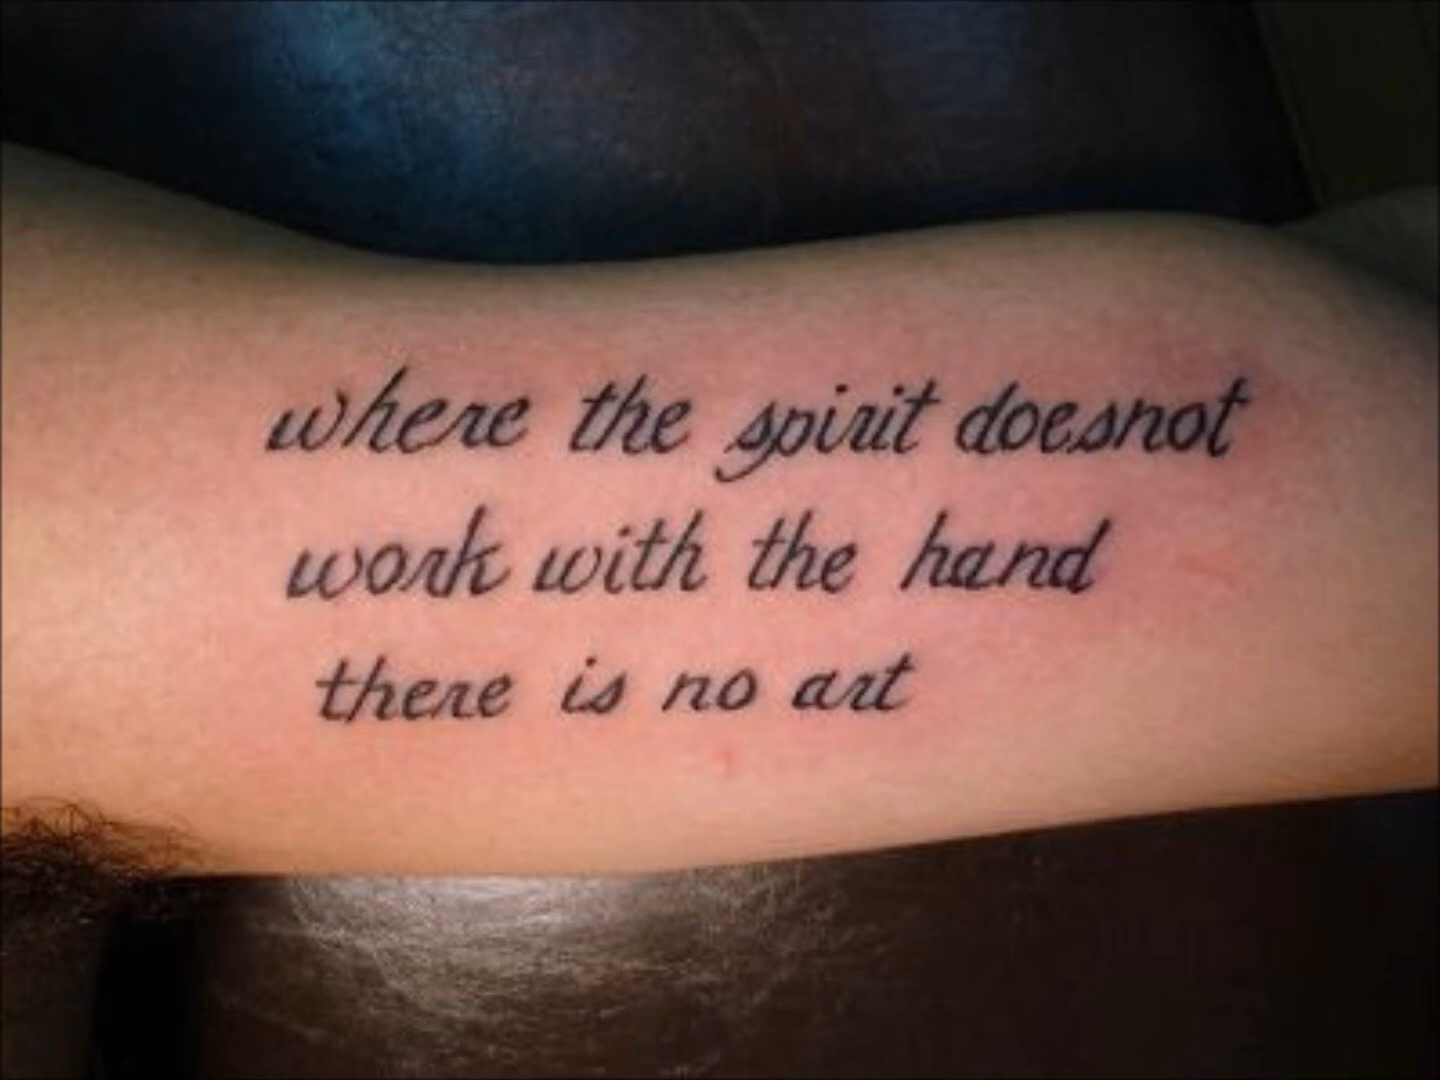 where the spirit doesnot
work with the hand
there is no art